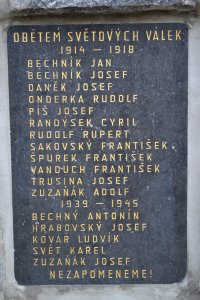 OBĚTEM SVĚTOVÝCH VÁLEK
1914 – 1918
BECHNÍK JAN
BECHNÍK JOSEF
DANĚK JOSEF
ONDERKA RUDOLF
PÍŠ JOSEF
RANDÝSEK CYRIL
RUDOLF RUPERT
SAKOVSKÝ FRANTIŠEK
ŠPUREK FRANTIŠEK
VANDUCH FRANTIŠEK
TRUSINA JOSEF
ZUZAŇÁK ADOLF
1939 – 1945
BECHNÝ ANTONÍN
HRABOVSKÝ JOSEF
KOVÁŘ LUDVÍK
SVĚT KAREL
ZUZAŇÁK JOSEF
NEZAPOMENEME!